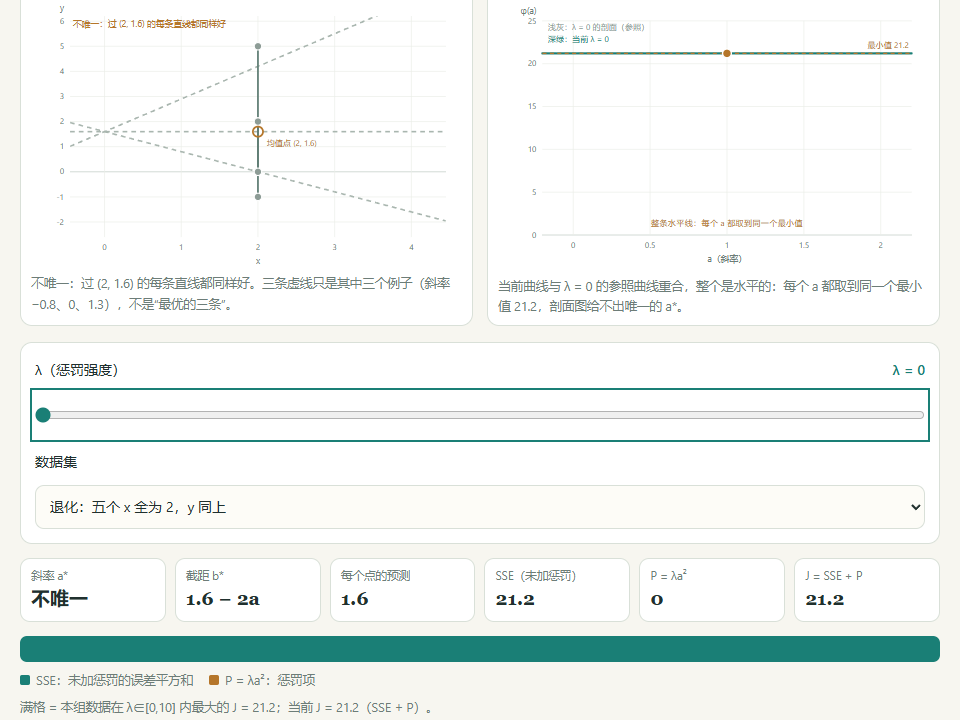 y
不唯一：过 (2, 1.6) 的每条直线都同样好
6
5
4
3
2
1
0
-1
-2
均值点 (2, 1.6)
0
1
2
3
4
x
不唯一：过 (2, 1.6) 的每条直线都同样好。三条虚线只是其中三个例子（斜率
−0.8、0、1.3），不是“最优的三条”。
φ(a)
浅灰：λ = 0 的剖面（参照）
深绿：当前 λ = 0
最小值 21.2
25
20
15
10
5
0
整条水平线：每个 a 都取到同一个最小值
0
0.5
1
1.5
2
a（斜率）
当前曲线与 λ = 0 的参照曲线重合，整个是水平的：每个 a 都取到同一个最小
值 21.2，剖面图给不出唯一的 a*。
λ（惩罚强度）
λ = 0
数据集
退化：五个 x 全为 2，y 同上
斜率 a*
不唯一
截距 b*
1.6 − 2a
每个点的预测
1.6
SSE（未加惩罚）
21.2
P = λa²
0
J = SSE + P
21.2
SSE：未加惩罚的误差平方和
P = λa²：惩罚项
满格 = 本组数据在 λ∈[0,10] 内最大的 J = 21.2；当前 J = 21.2（SSE + P）。